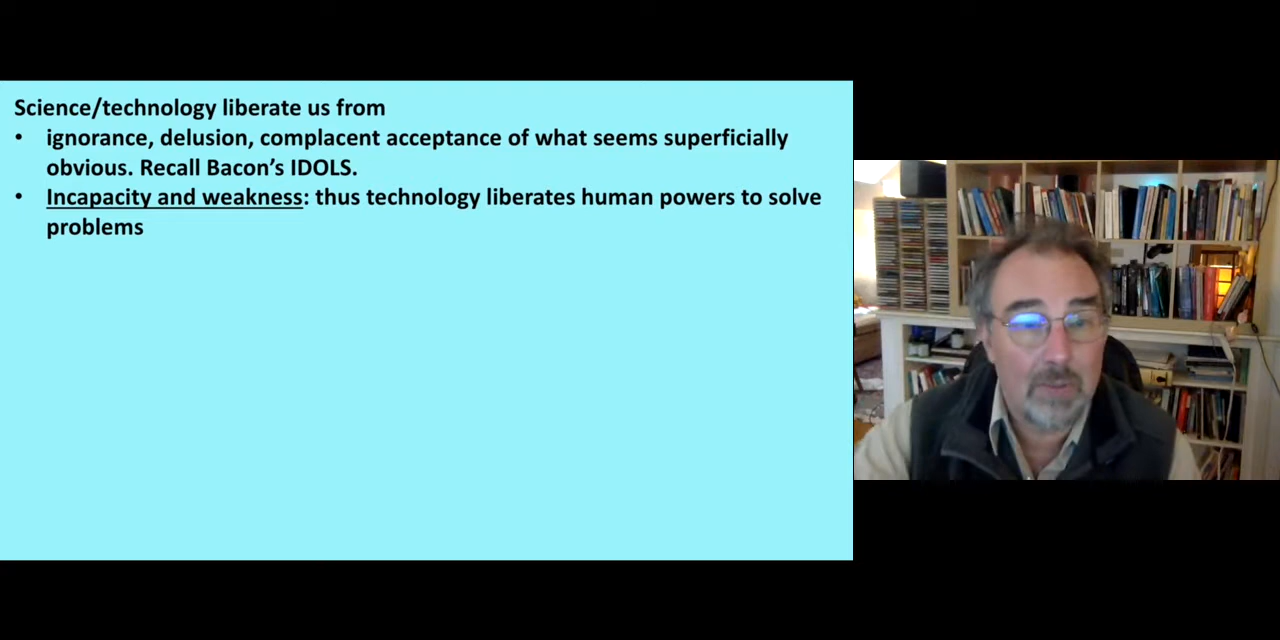 Science/technology liberate us from
• ignorance, delusion, complacent acceptance of what seems superficially
obvious. Recall Bacon's IDOLS.
• Incapacity and weakness: thus technology liberates human powers to solve
problems